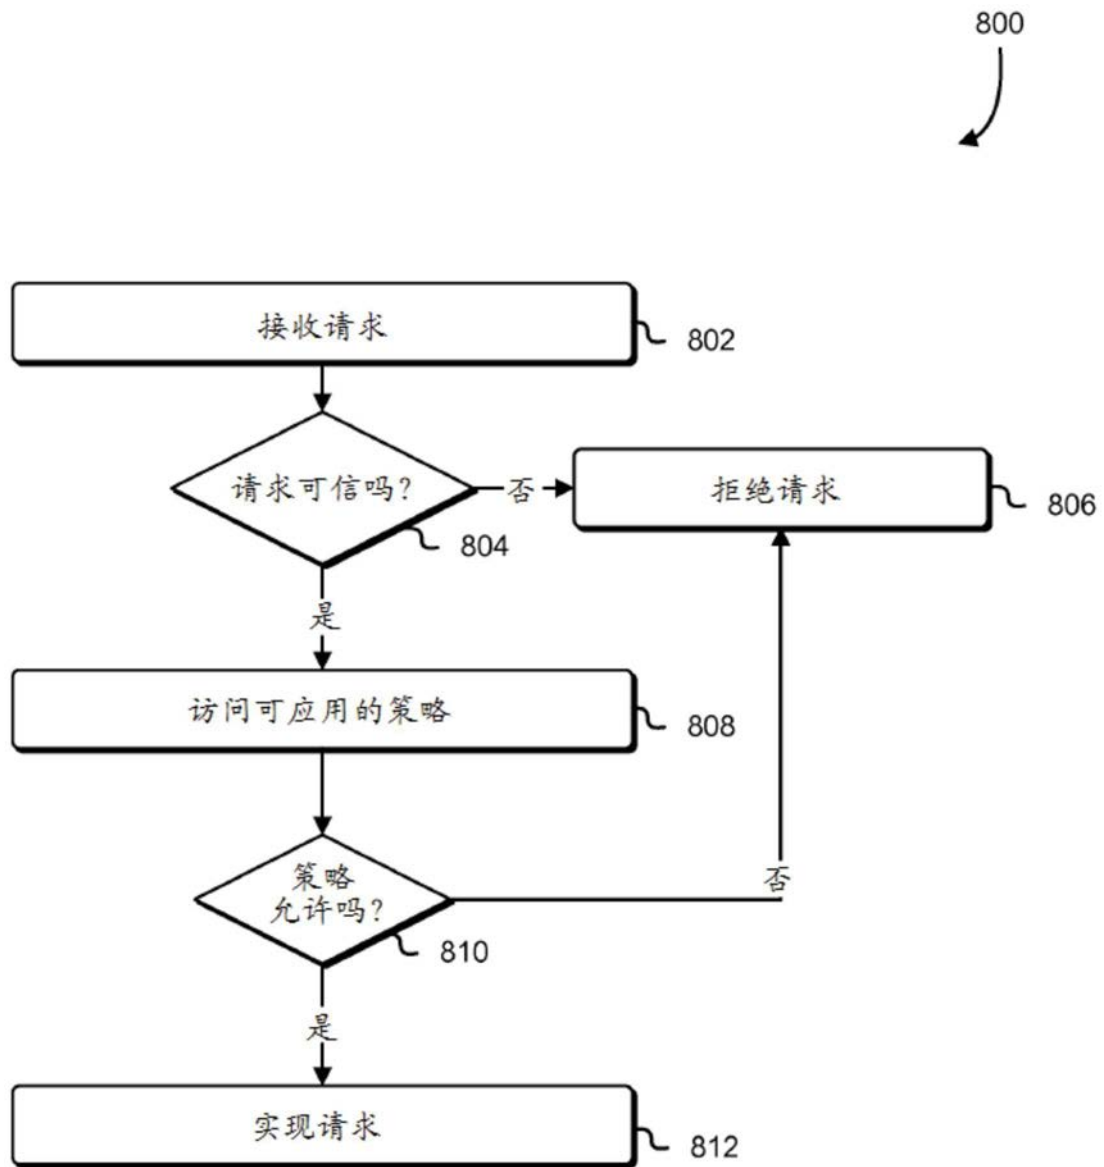 800
接收请求
802
请求可信吗?
否
拒绝请求
806
804
是
访问可应用的策略
808
策略
允许吗?
否
810
是
实现请求
812